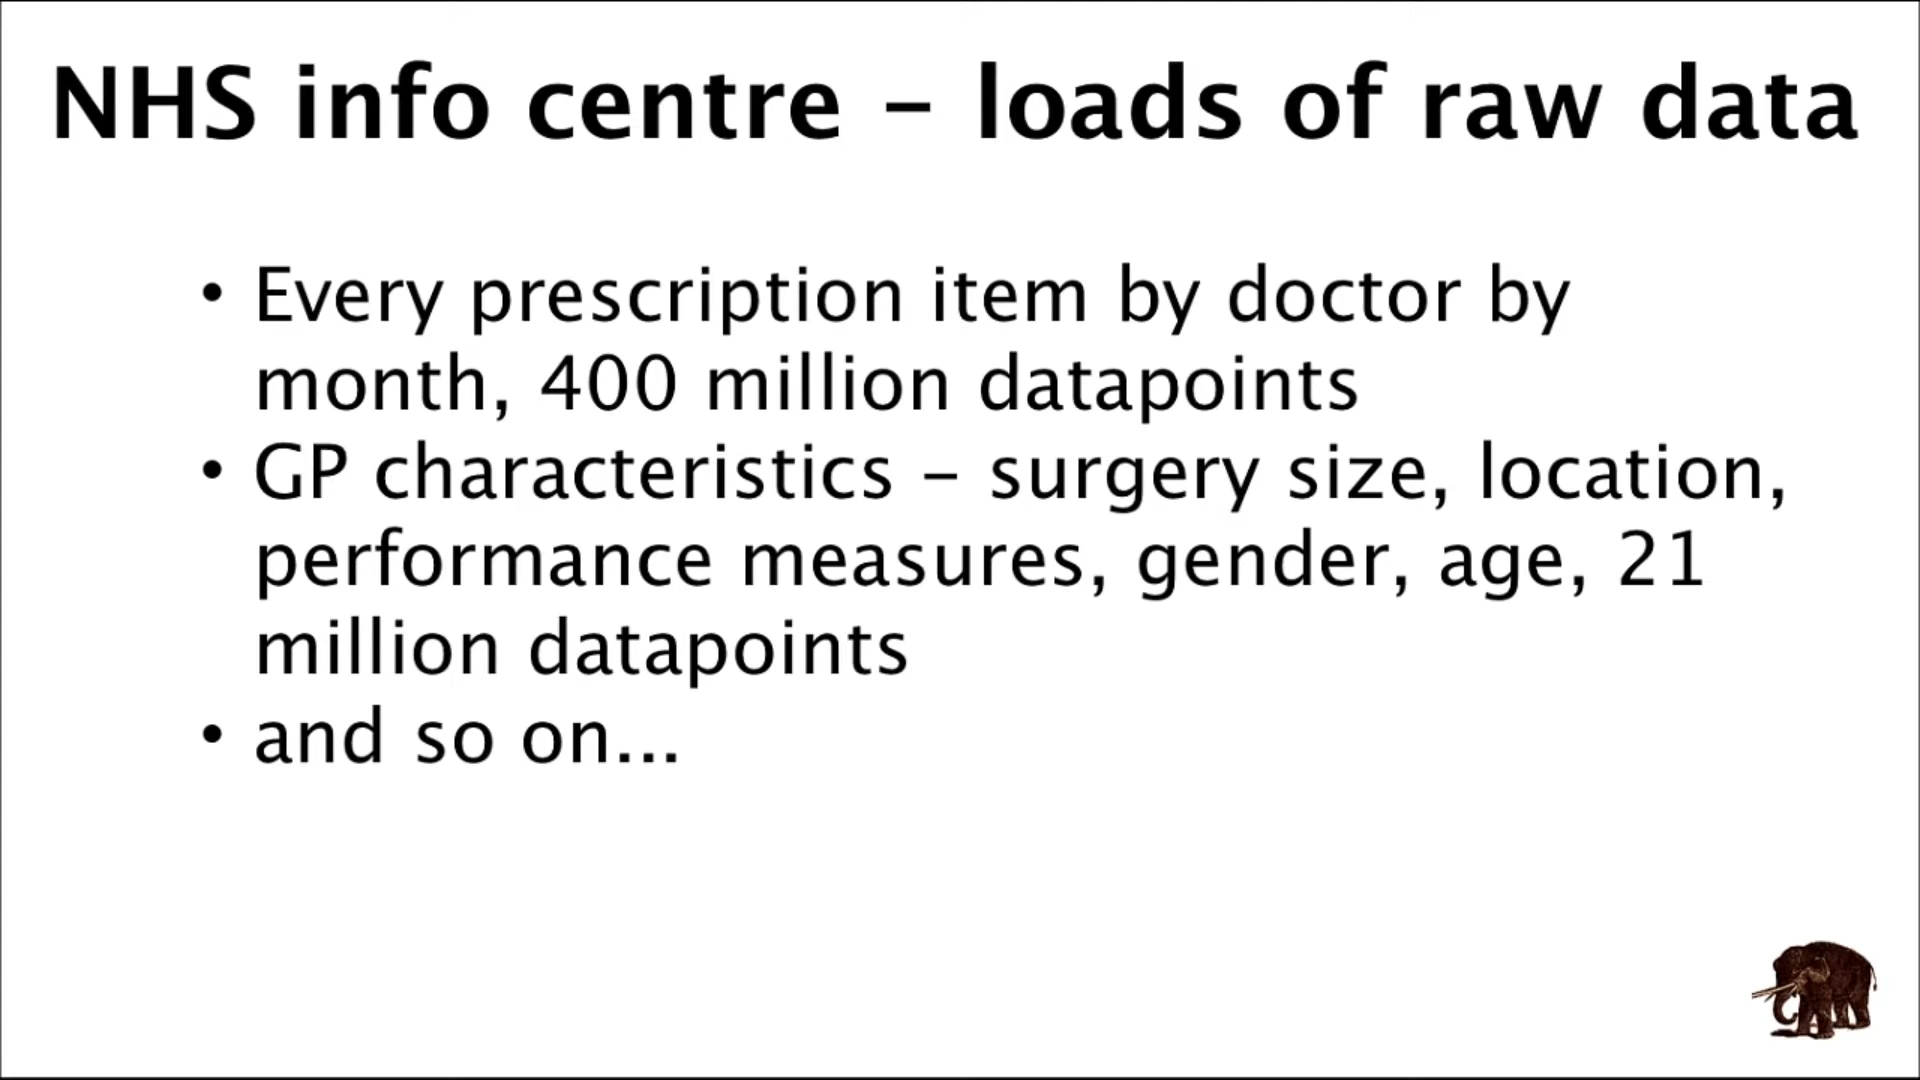 NHS info centre – loads of raw data
• Every prescription item by doctor by
month, 400 million datapoints
• GP characteristics – surgery size, location,
performance measures, gender, age, 21
million datapoints
• and so on...